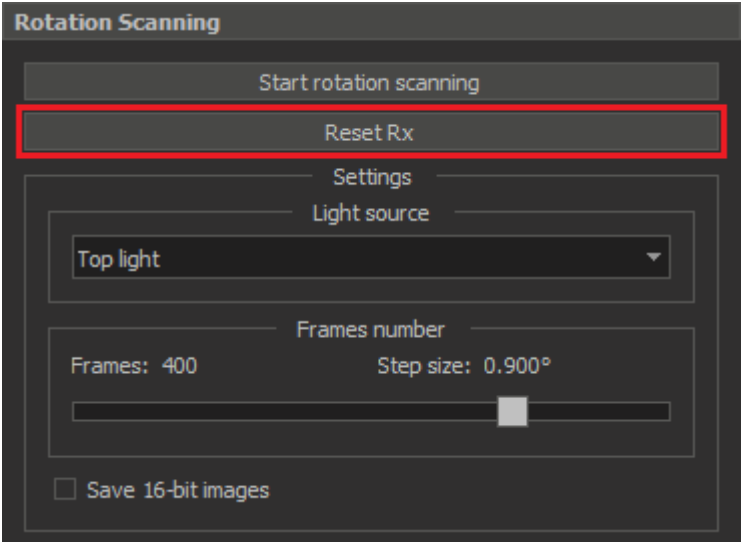 Rotation Scanning
Start rotation scanning
Reset Rx
Settings
Light source
Top light
Frames number
Frames: 400 Step size: 0.900°
Save 16-bit images